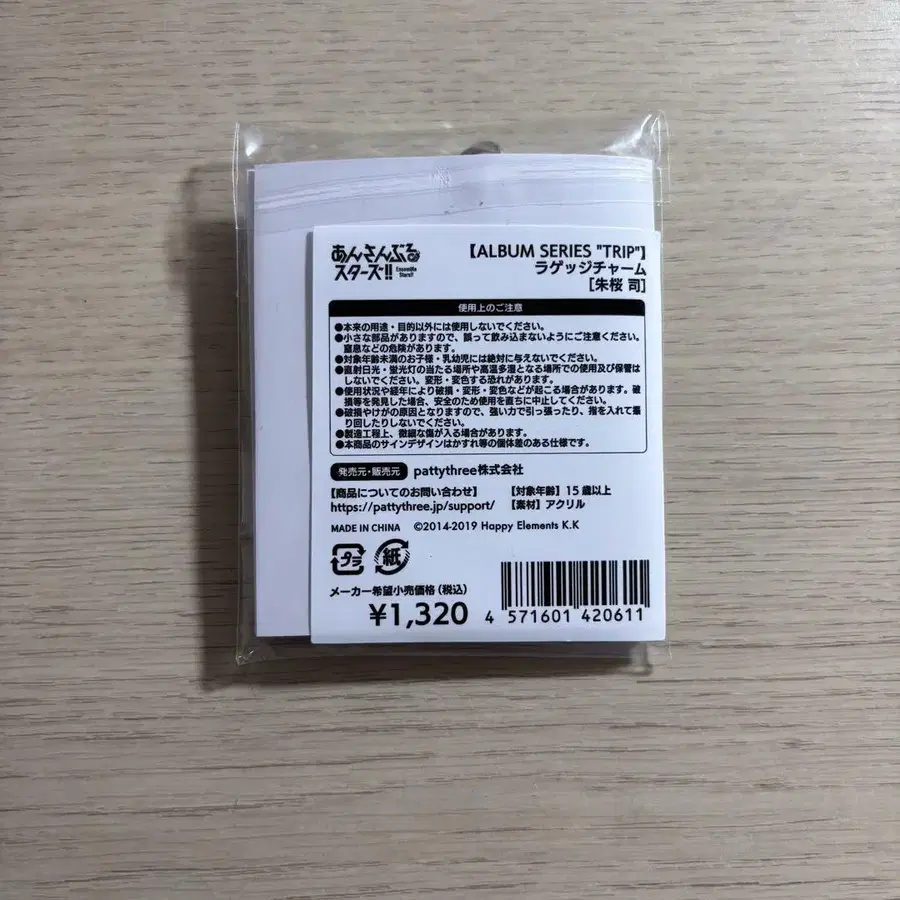 あんさんぶる
スターズ!!
Ensemble
Stars!!
【ALBUM SERIES "TRIP"】
ラゲッジチャーム
[朱桜 司]
使用上のご注意
●本来の用途・目的以外には使用しないでください。
●小さな部品がありますので、誤って飲み込まないようにご注意ください。
窒息などの危険があります。
●対象年齢未満のお子様・乳幼児には絶対に与えないでください。
●直射日光・蛍光灯の当たる場所や高温多湿となる場所での使用及び保管は
しないでください。変形・変色する恐れがあります。
●使用状況や経年により破損・変形・変色などが起こる場合があります。破
損等を発見した場合、安全のため使用を直ちに中止してください。
●破損やけがの原因となりますので、強い力で引っ張ったり、指を入れて振
り回したりしないでください。
●製造工程上、微細な傷が入る場合があります。
●本商品のサインデザインはかすれ等の個体差のある仕様です。
発売元・販売元 pattythree株式会社
【商品についてのお問い合わせ】 【対象年齢】15歳以上
https://pattythree.jp/support/ 【素材】アクリル
MADE IN CHINA ©2014-2019 Happy Elements K.K
プラ 紙
メーカー希望小売価格（税込）
¥1,320
4 571601 420611